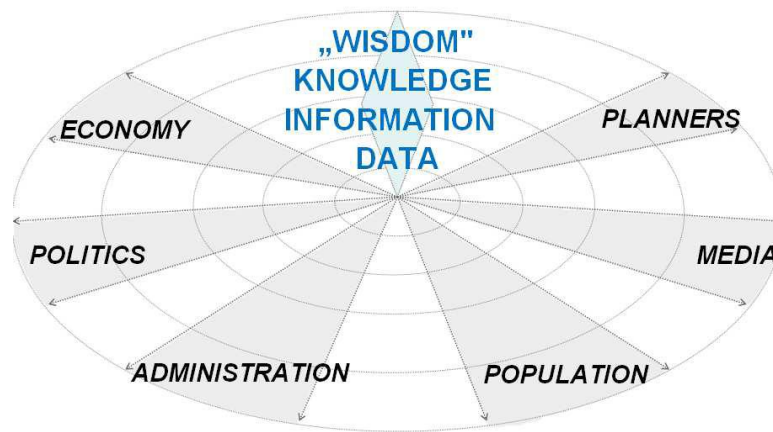 „WISDOM"
KNOWLEDGE
INFORMATION
DATA
ECONOMY
PLANNERS
POLITICS
MEDIA
ADMINISTRATION
POPULATION